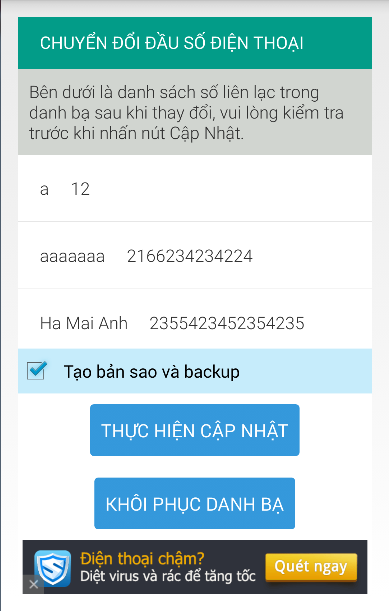 CHUYỂN ĐỔI ĐẦU SỐ ĐIỆN THOẠI
Bên dưới là danh sách số liên lạc trong
danh bạ sau khi thay đổi, vui lòng kiểm tra
trước khi nhấn nút Cập Nhật.
a 12
aaaaaaa 2166234234224
Ha Mai Anh 2355423452354235
Tạo bản sao và backup
THỰC HIỆN CẬP NHẬT
KHÔI PHỤC DANH BẠ
Điện thoại chậm?
Diệt virus và rác để tăng tốc
Quét ngay